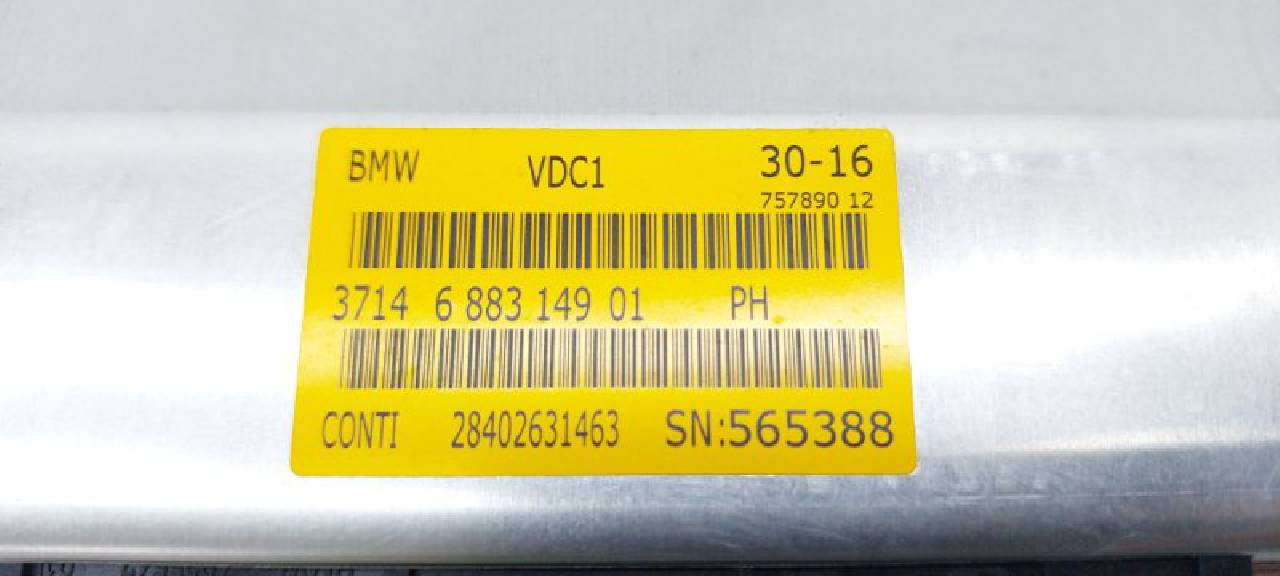 BMW VDC1 30-16
757890 12
3714 6 883 149 01 PH
CONTI 28402631463 SN:565388